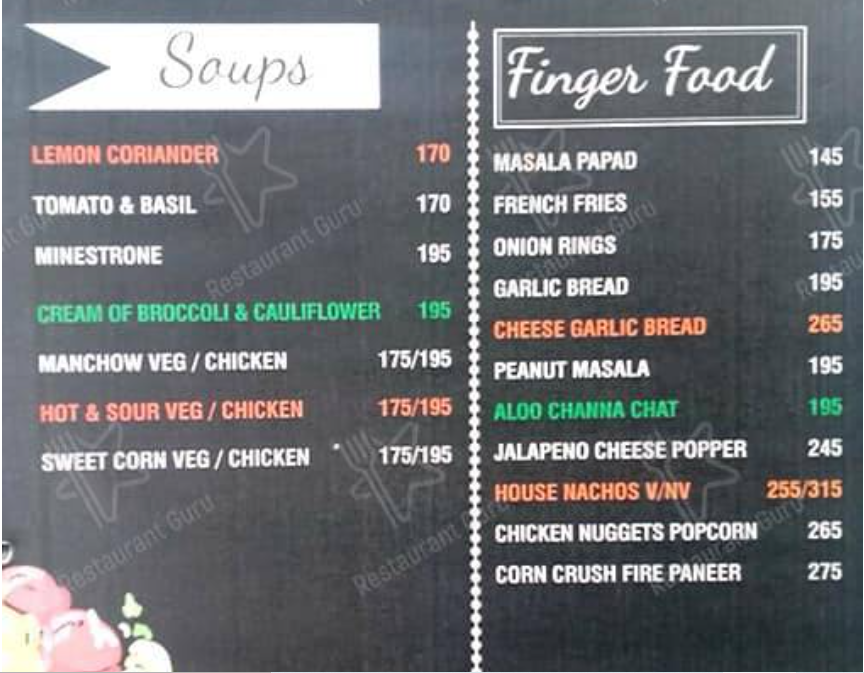 Soups
LEMON CORIANDER 170
TOMATO & BASIL 170
MINESTRONE 195
CREAM OF BROCCOLI & CAULIFLOWER 195
MANCHOW VEG / CHICKEN 175/195
HOT & SOUR VEG / CHICKEN 175/195
SWEET CORN VEG / CHICKEN 175/195
Finger Food
MASALA PAPAD 145
FRENCH FRIES 155
ONION RINGS 175
GARLIC BREAD 195
CHEESE GARLIC BREAD 265
PEANUT MASALA 195
ALOO CHANNA CHAT 195
JALAPENO CHEESE POPPER 245
HOUSE NACHOS V/NV 255/315
CHICKEN NUGGETS POPCORN 265
CORN CRUSH FIRE PANEER 275
Restaurant Guru
Restaurant Guru
Restaurant Guru